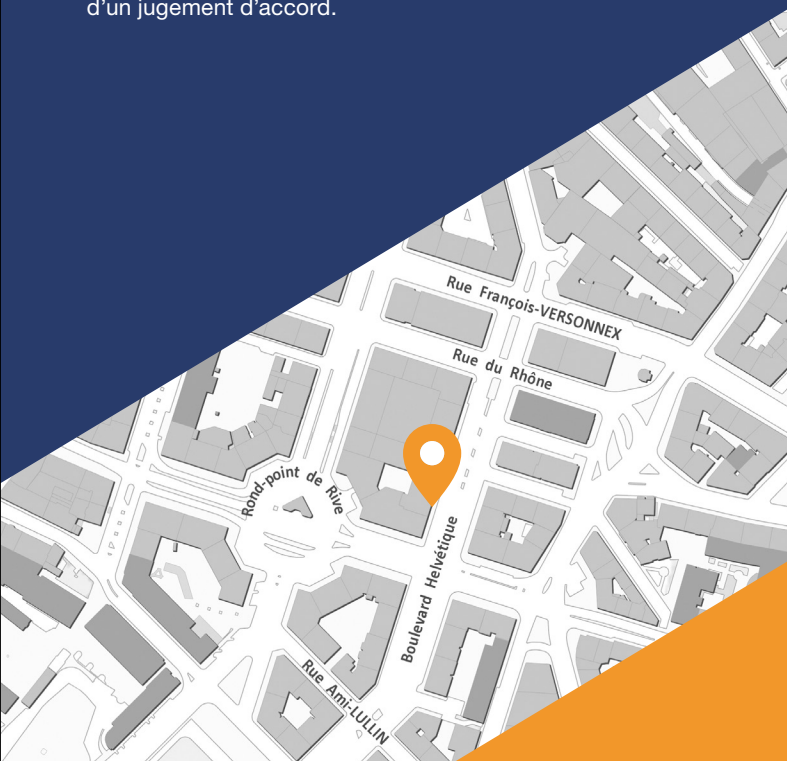 d’un jugement d’accord.
Rue François-VERSONNEX
Rue du Rhône
Rond-point de Rive
Boulevard Helvétique
Rue Ami-LULLIN